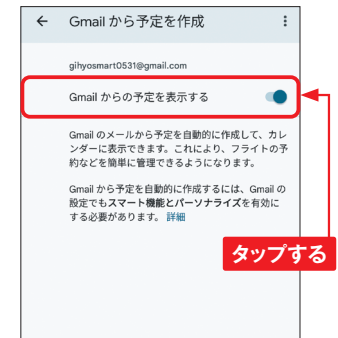 Gmail から予定を作成
gihyosmart0531@gmail.com
Gmail からの予定を表示する
Gmail のメールから予定を自動的に作成して、カレ
ンダーに表示できます。これにより、フライトの予
約などを簡単に管理できるようになります。
Gmail から予定を自動的に作成するには、Gmail の
設定でもスマート機能とパーソナライズを有効に
する必要があります。 詳細
タップする